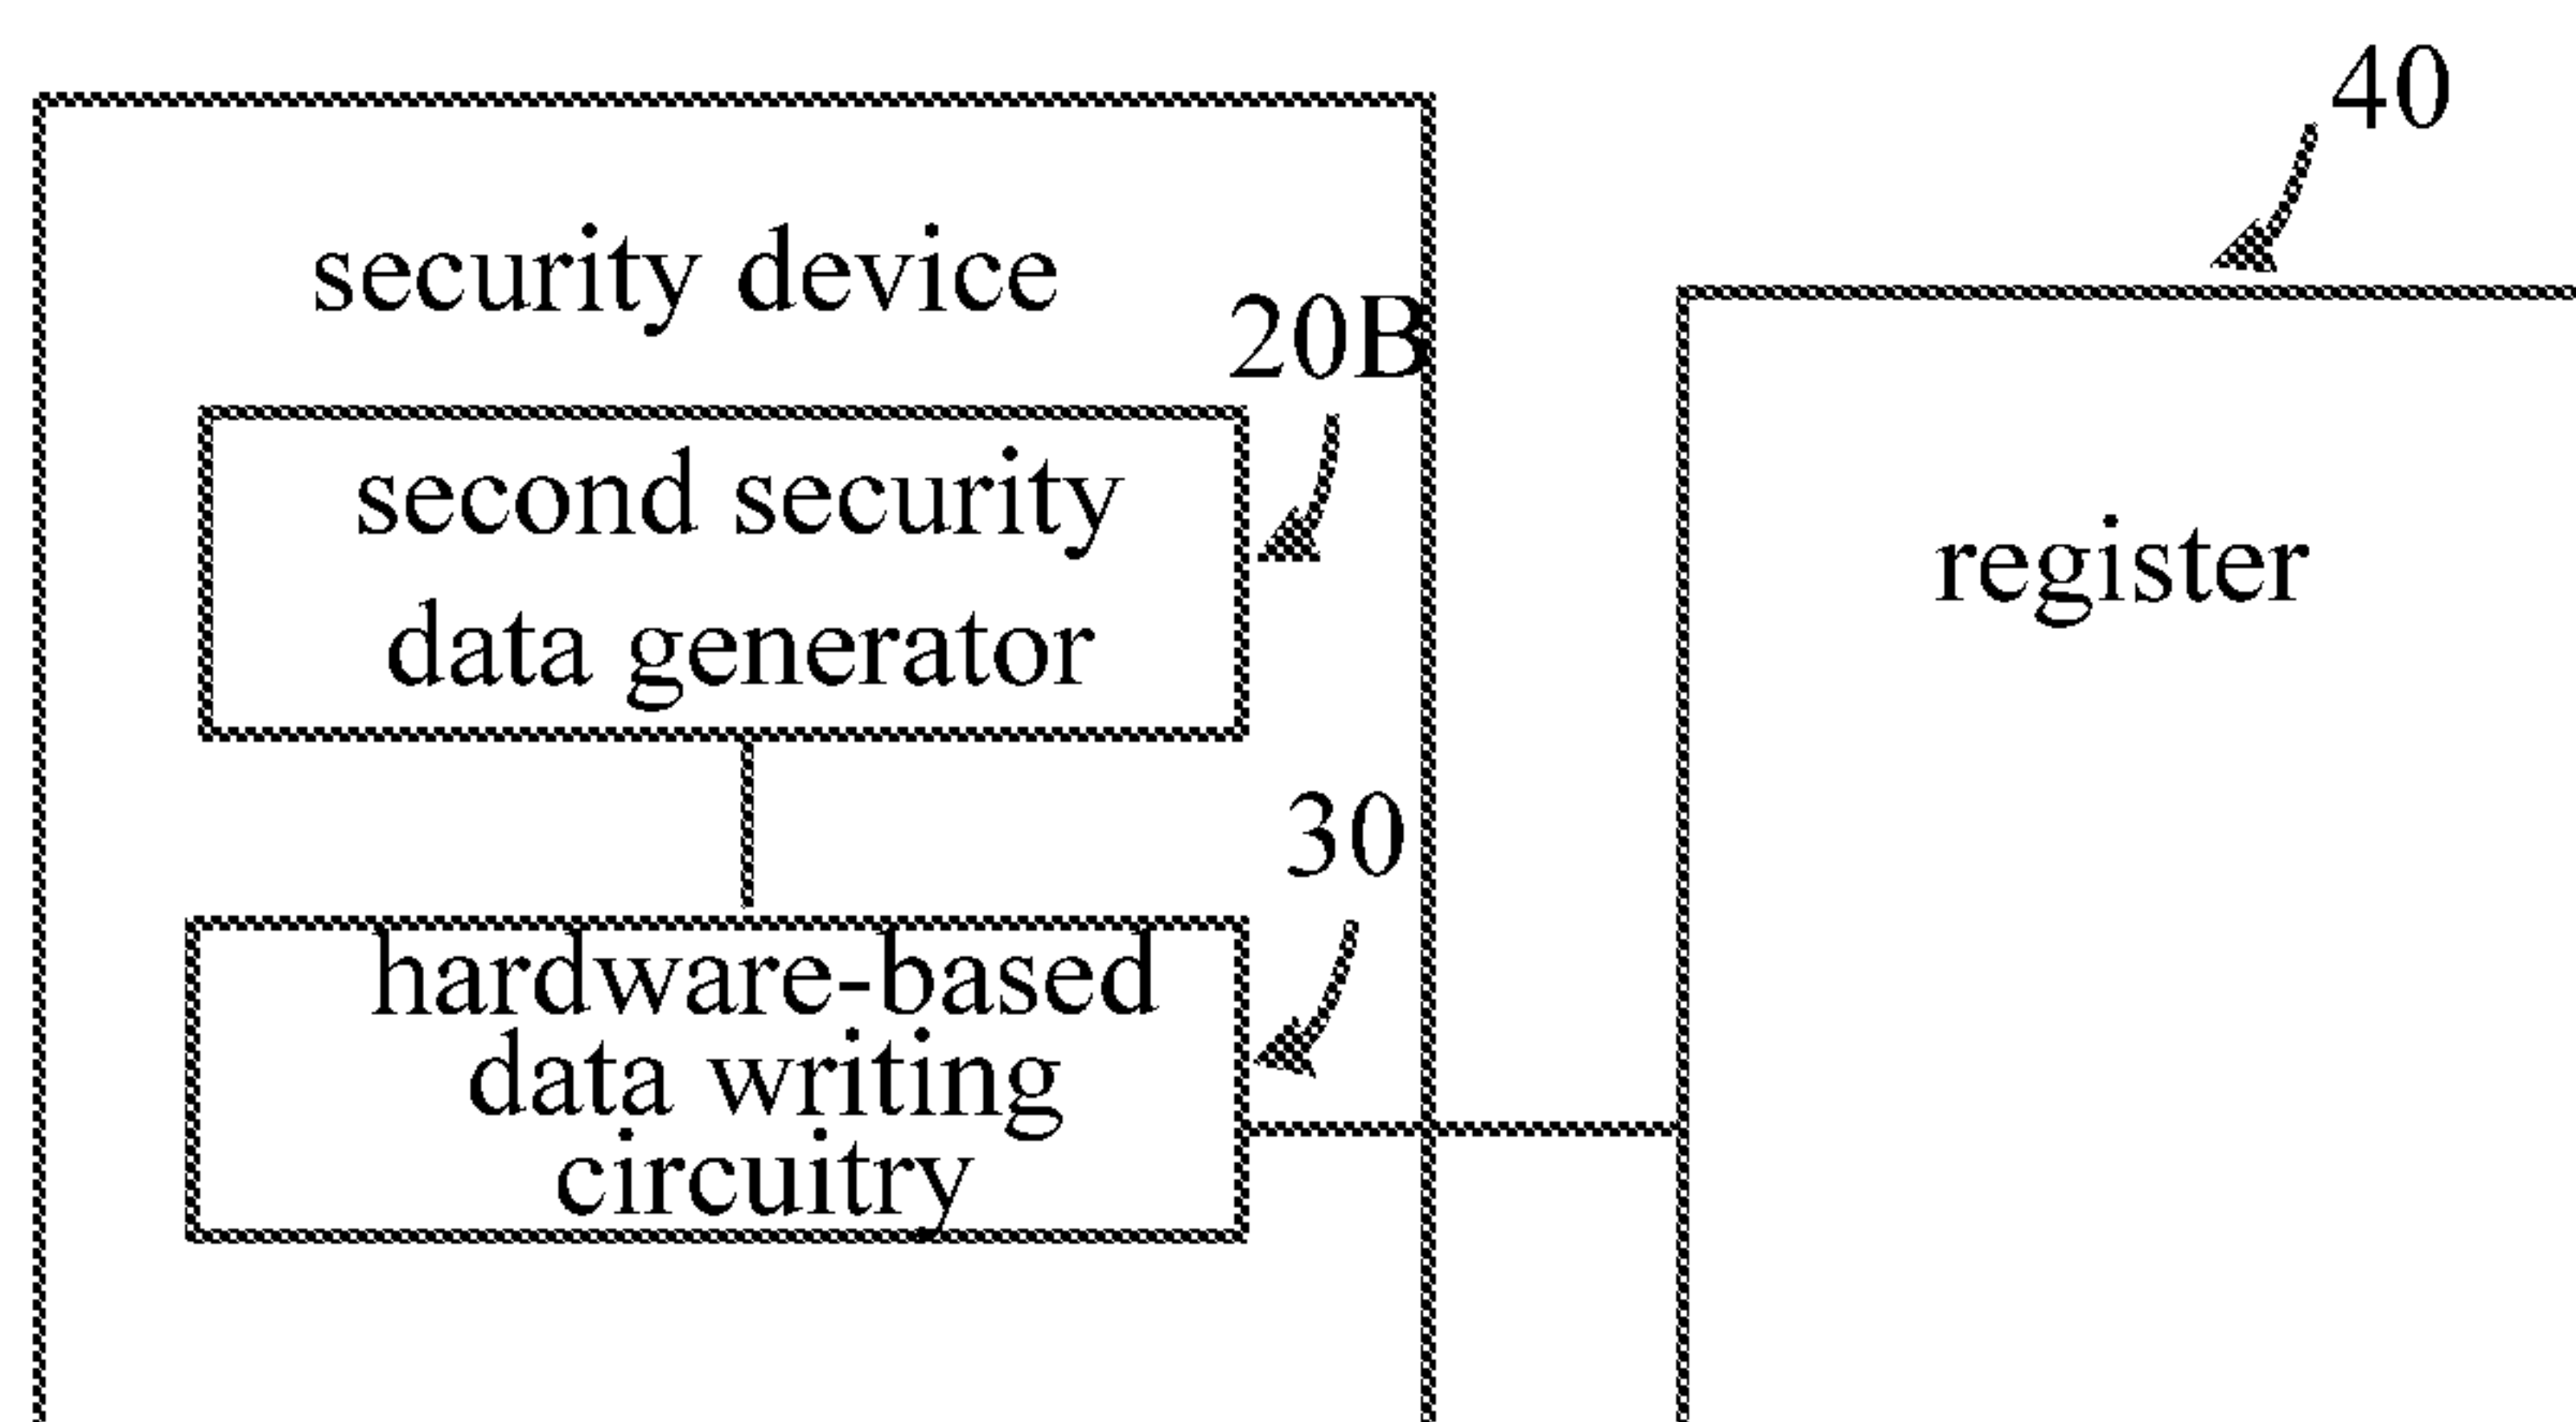 40
security device
20B
second security
data generator
register
30
hardware-based
data writing
circuitry